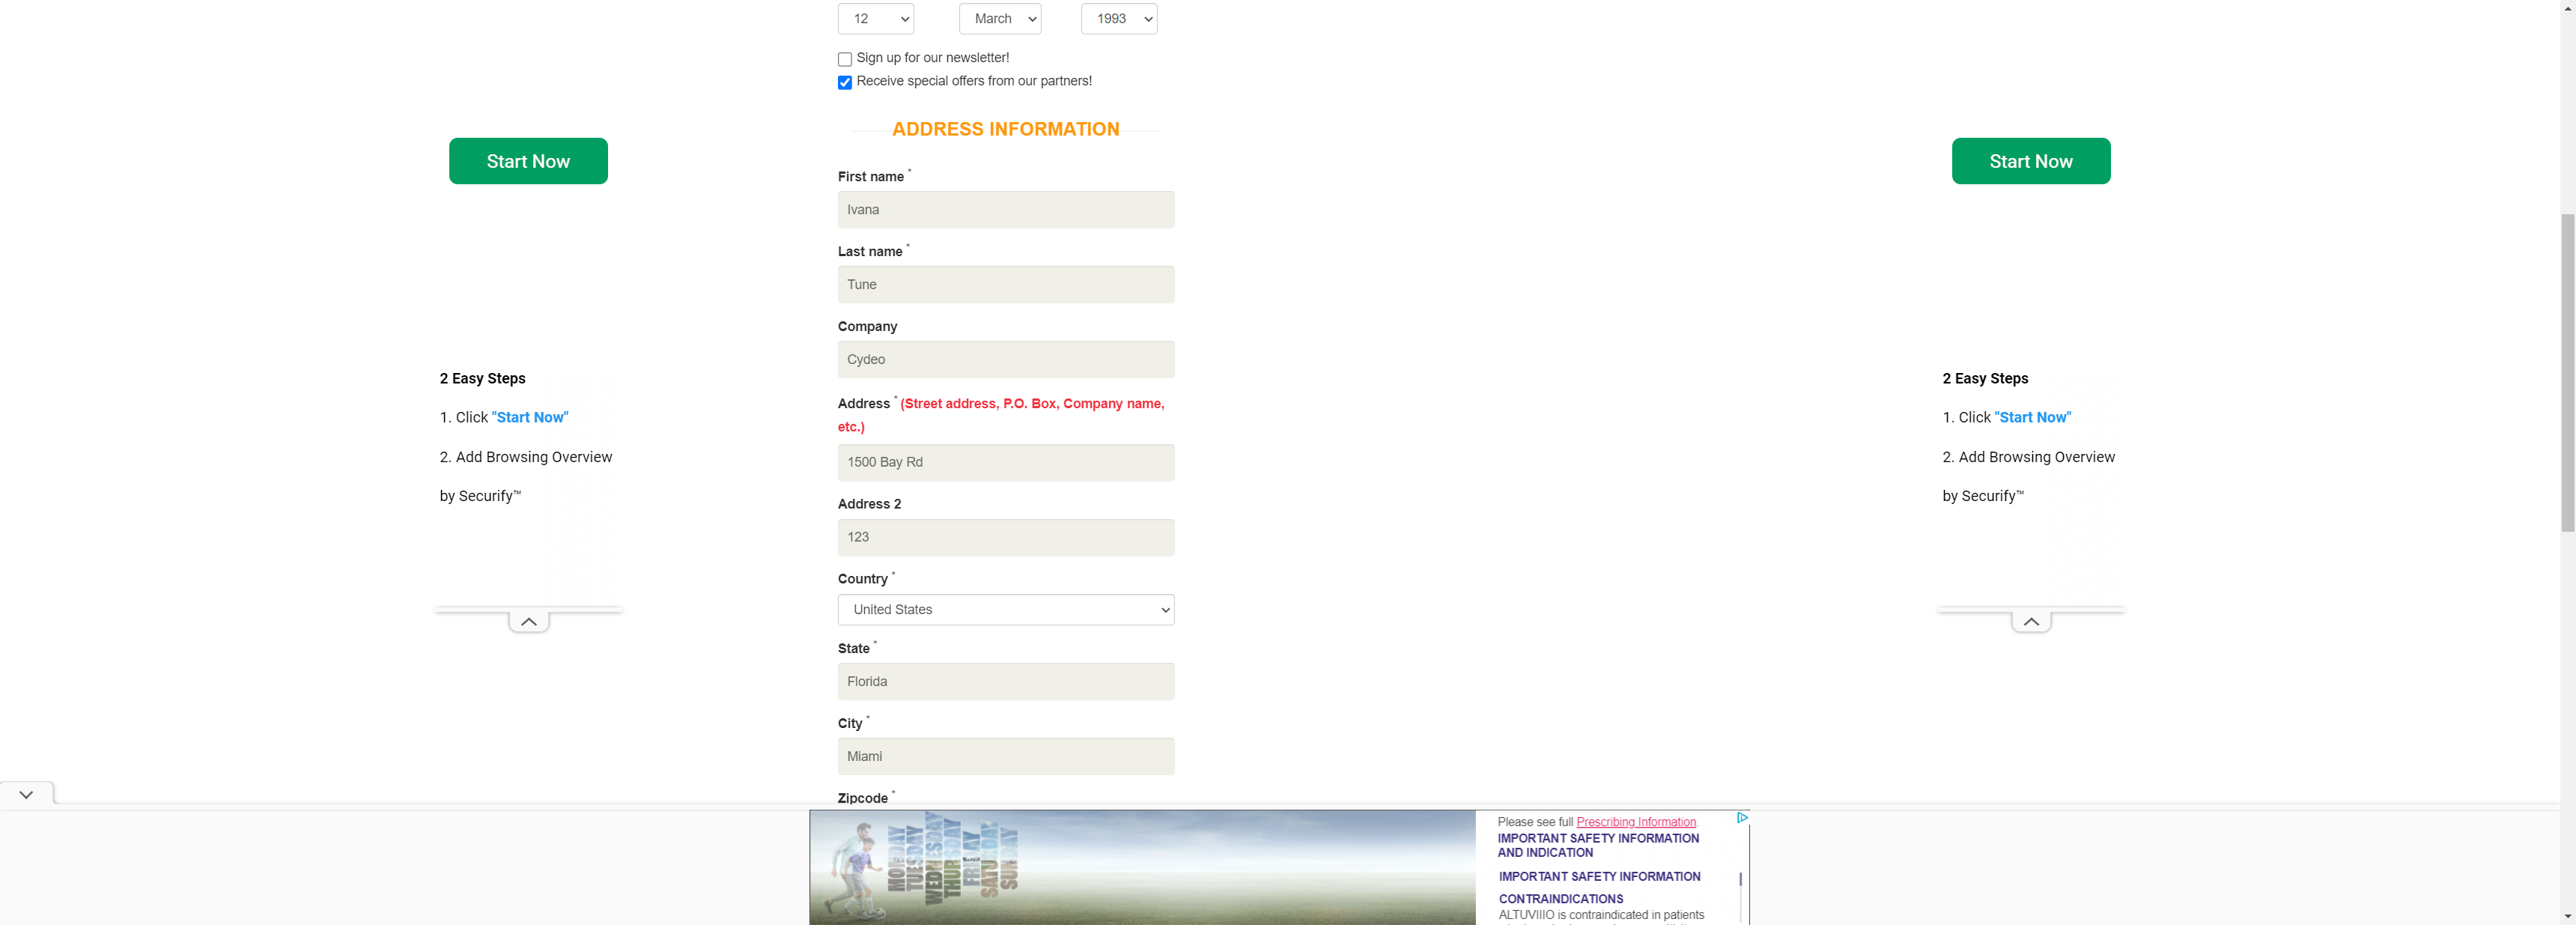 12 March 1993
Sign up for our newsletter!
Receive special offers from our partners!
ADDRESS INFORMATION
Start Now
Start Now
First name *
Ivana
Last name *
Tune
Company
Cydeo
Address * (Street address, P.O. Box, Company name,
etc.)
1500 Bay Rd
Address 2
123
Country *
United States
State *
Florida
City *
Miami
Zipcode *
2 Easy Steps
1. Click "Start Now"
2. Add Browsing Overview
by Securify™
2 Easy Steps
1. Click "Start Now"
2. Add Browsing Overview
by Securify™
MONDAY
TUESDAY
WEDNESDAY
THURSDAY
FRIDAY
SATURDAY
SUNDAY
Please see full Prescribing Information.
IMPORTANT SAFETY INFORMATION
AND INDICATION
IMPORTANT SAFETY INFORMATION
CONTRAINDICATIONS
ALTUVIIIO is contraindicated in patients